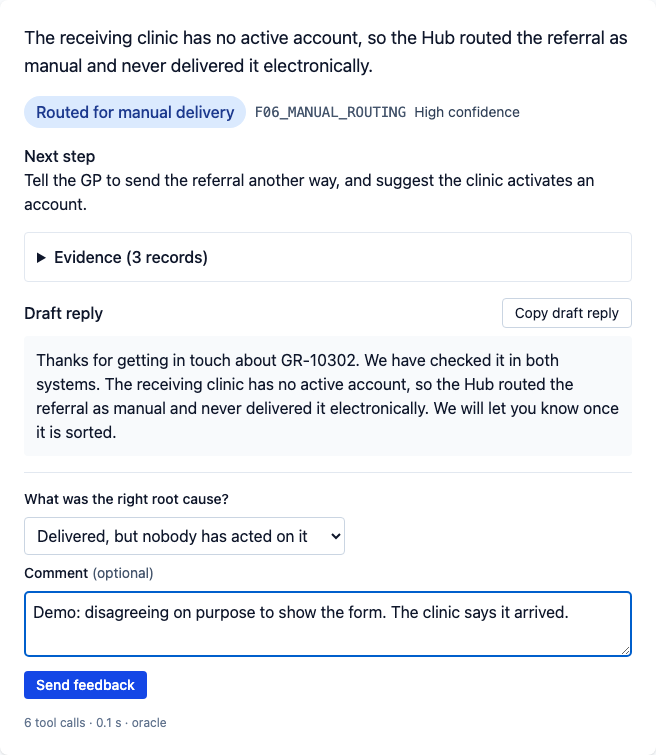 The receiving clinic has no active account, so the Hub routed the referral as
manual and never delivered it electronically.
Routed for manual delivery F06_MANUAL_ROUTING High confidence
Next step
Tell the GP to send the referral another way, and suggest the clinic activates an
account.
Evidence (3 records)
Draft reply
Copy draft reply
Thanks for getting in touch about GR-10302. We have checked it in both
systems. The receiving clinic has no active account, so the Hub routed the
referral as manual and never delivered it electronically. We will let you know once
it is sorted.
What was the right root cause?
Delivered, but nobody has acted on it
Comment (optional)
Demo: disagreeing on purpose to show the form. The clinic says it arrived.
Send feedback
6 tool calls · 0.1 s · oracle